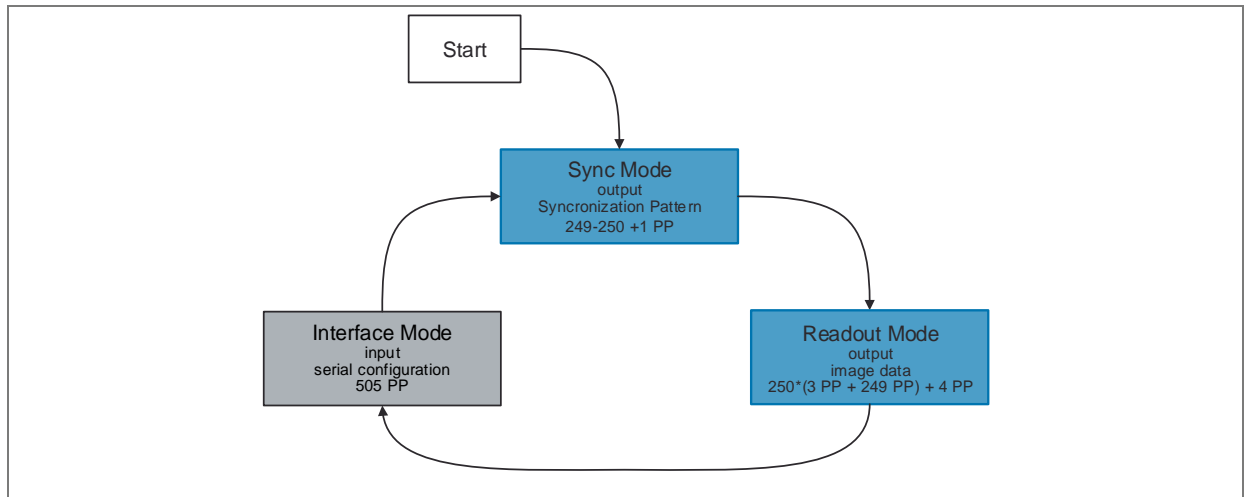 Start
Sync Mode
output
Syncronization Pattern
249-250 +1 PP
Interface Mode
input
serial configuration
505 PP
Readout Mode
output
image data
250*(3 PP + 249 PP) + 4 PP